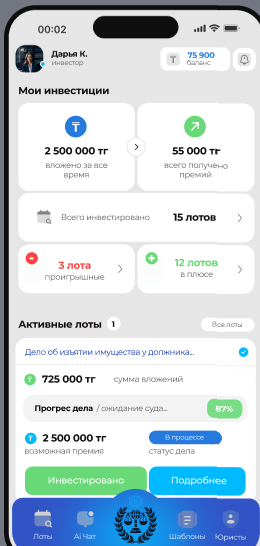 00:02
Дарья К.
инвестор
75 900
баланс
Мои инвестиции
2 500 000 тг
вложено за все
время
55 000 тг
всего получено
премий
Всего инвестировано
15 лотов
3 лота
проигрышные
12 лотов
в плюсе
Активные лоты 1
Все лоты
Дело об изъятии имущества у должника...
725 000 тг
сумма вложений
Прогрес дела / ожидание суда...
67%
2 500 000 тг
возможная премия
В процессе
статус дела
Инвестировано
Подробнее
Лоты
Ai Чат
Шаблоны
Юристы